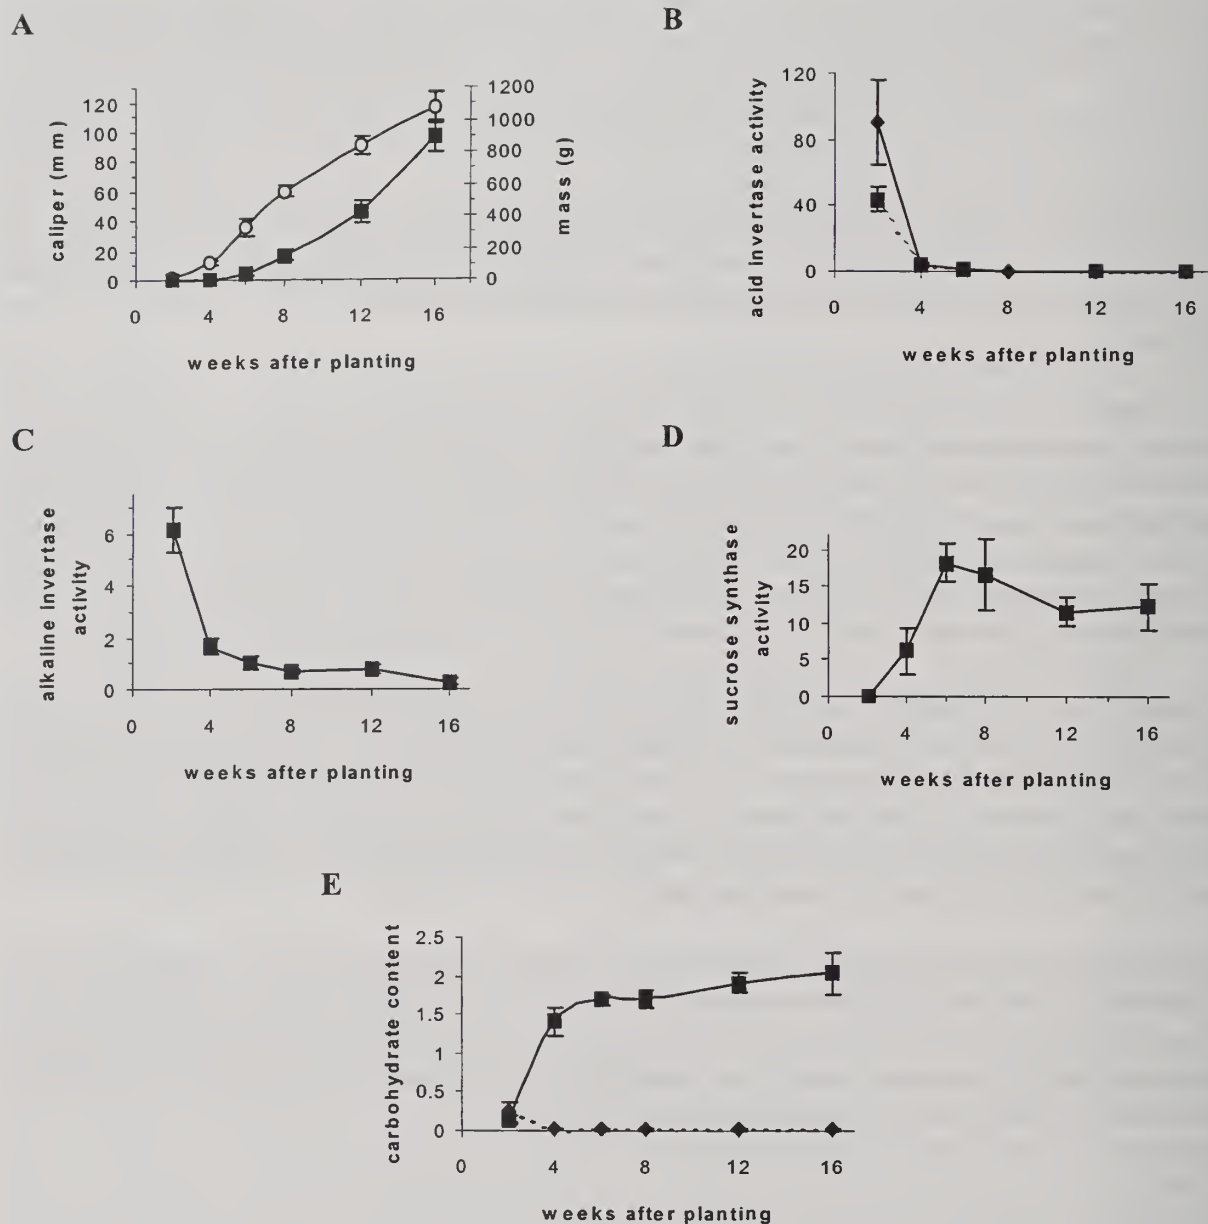 A
caliper (mm)
120
100
80
60
40
20
0
1200
1000
800
600
400
200
0
mass (g)
0 4 8 12 16
weeks after planting
B
acid invertase activity
120
80
40
0
0 4 8 12 16
weeks after planting
C
alkaline invertase
activity
6
4
2
0
0 4 8 12 16
weeks after planting
D
sucrose synthase
activity
20
15
10
5
0
0 4 8 12 16
weeks after planting
E
carbohydrate content
2.5
2
1.5
1
0.5
0
0 4 8 12 16
weeks after planting